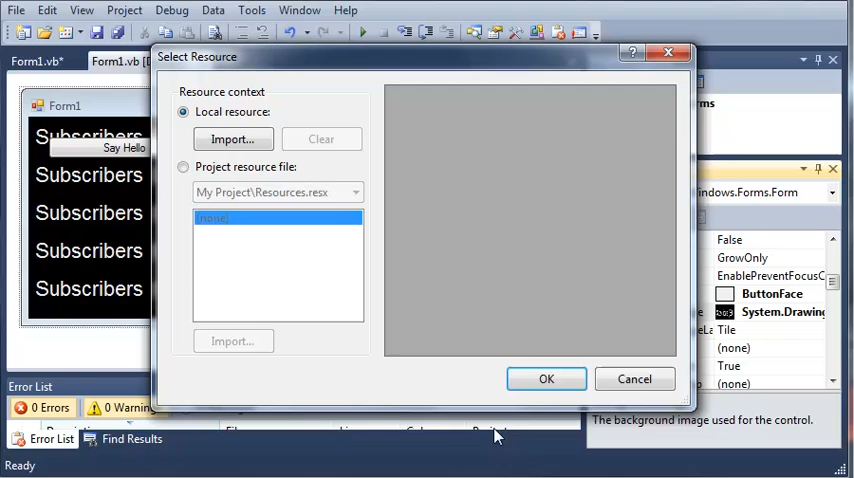 File Edit View Project Debug Data Tools Window Help
Form1.vb* Form1.vb [D
Select Resource
Form1
Subscribers
Say Hello
Subscribers
Subscribers
Subscribers
Subscribers
Resource context
Local resource:
Import... Clear
Project resource file:
My Project\Resources.resx
(none)
Import...
OK Cancel
rms
indows.Forms.Form
False
GrowOnly
EnablePreventFocusC
ButtonFace
System.Drawing
Tile
(none)
True
(none)
The background image used for the control.
Error List
0 Errors 0 Warning
Error List Find Results
Ready